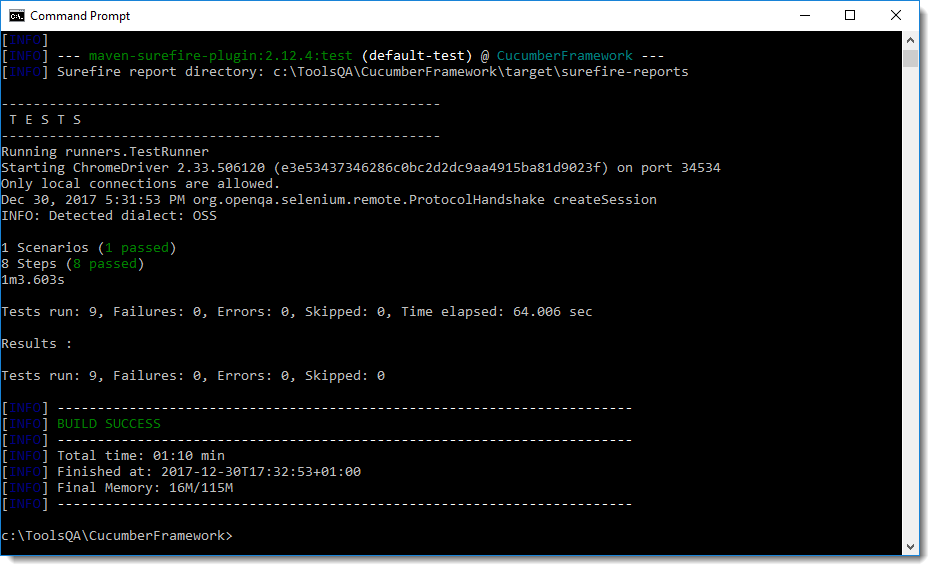 Command Prompt
[INFO]
[INFO] --- maven-surefire-plugin:2.12.4:test (default-test) @ CucumberFramework ---
[INFO] Surefire report directory: c:\ToolsQA\CucumberFramework\target\surefire-reports
-------------------------------------------------------
T E S T S
-------------------------------------------------------
Running runners.TestRunner
Starting ChromeDriver 2.33.506120 (e3e53437346286c0bc2d2dc9aa4915ba81d9023f) on port 34534
Only local connections are allowed.
Dec 30, 2017 5:31:53 PM org.openqa.selenium.remote.ProtocolHandshake createSession
INFO: Detected dialect: OSS
1 Scenarios (1 passed)
8 Steps (8 passed)
1m3.603s
Tests run: 9, Failures: 0, Errors: 0, Skipped: 0, Time elapsed: 64.006 sec
Results :
Tests run: 9, Failures: 0, Errors: 0, Skipped: 0
[INFO] ------------------------------------------------------------------------
[INFO] BUILD SUCCESS
[INFO] ------------------------------------------------------------------------
[INFO] Total time: 01:10 min
[INFO] Finished at: 2017-12-30T17:32:53+01:00
[INFO] Final Memory: 16M/115M
[INFO] ------------------------------------------------------------------------
c:\ToolsQA\CucumberFramework>